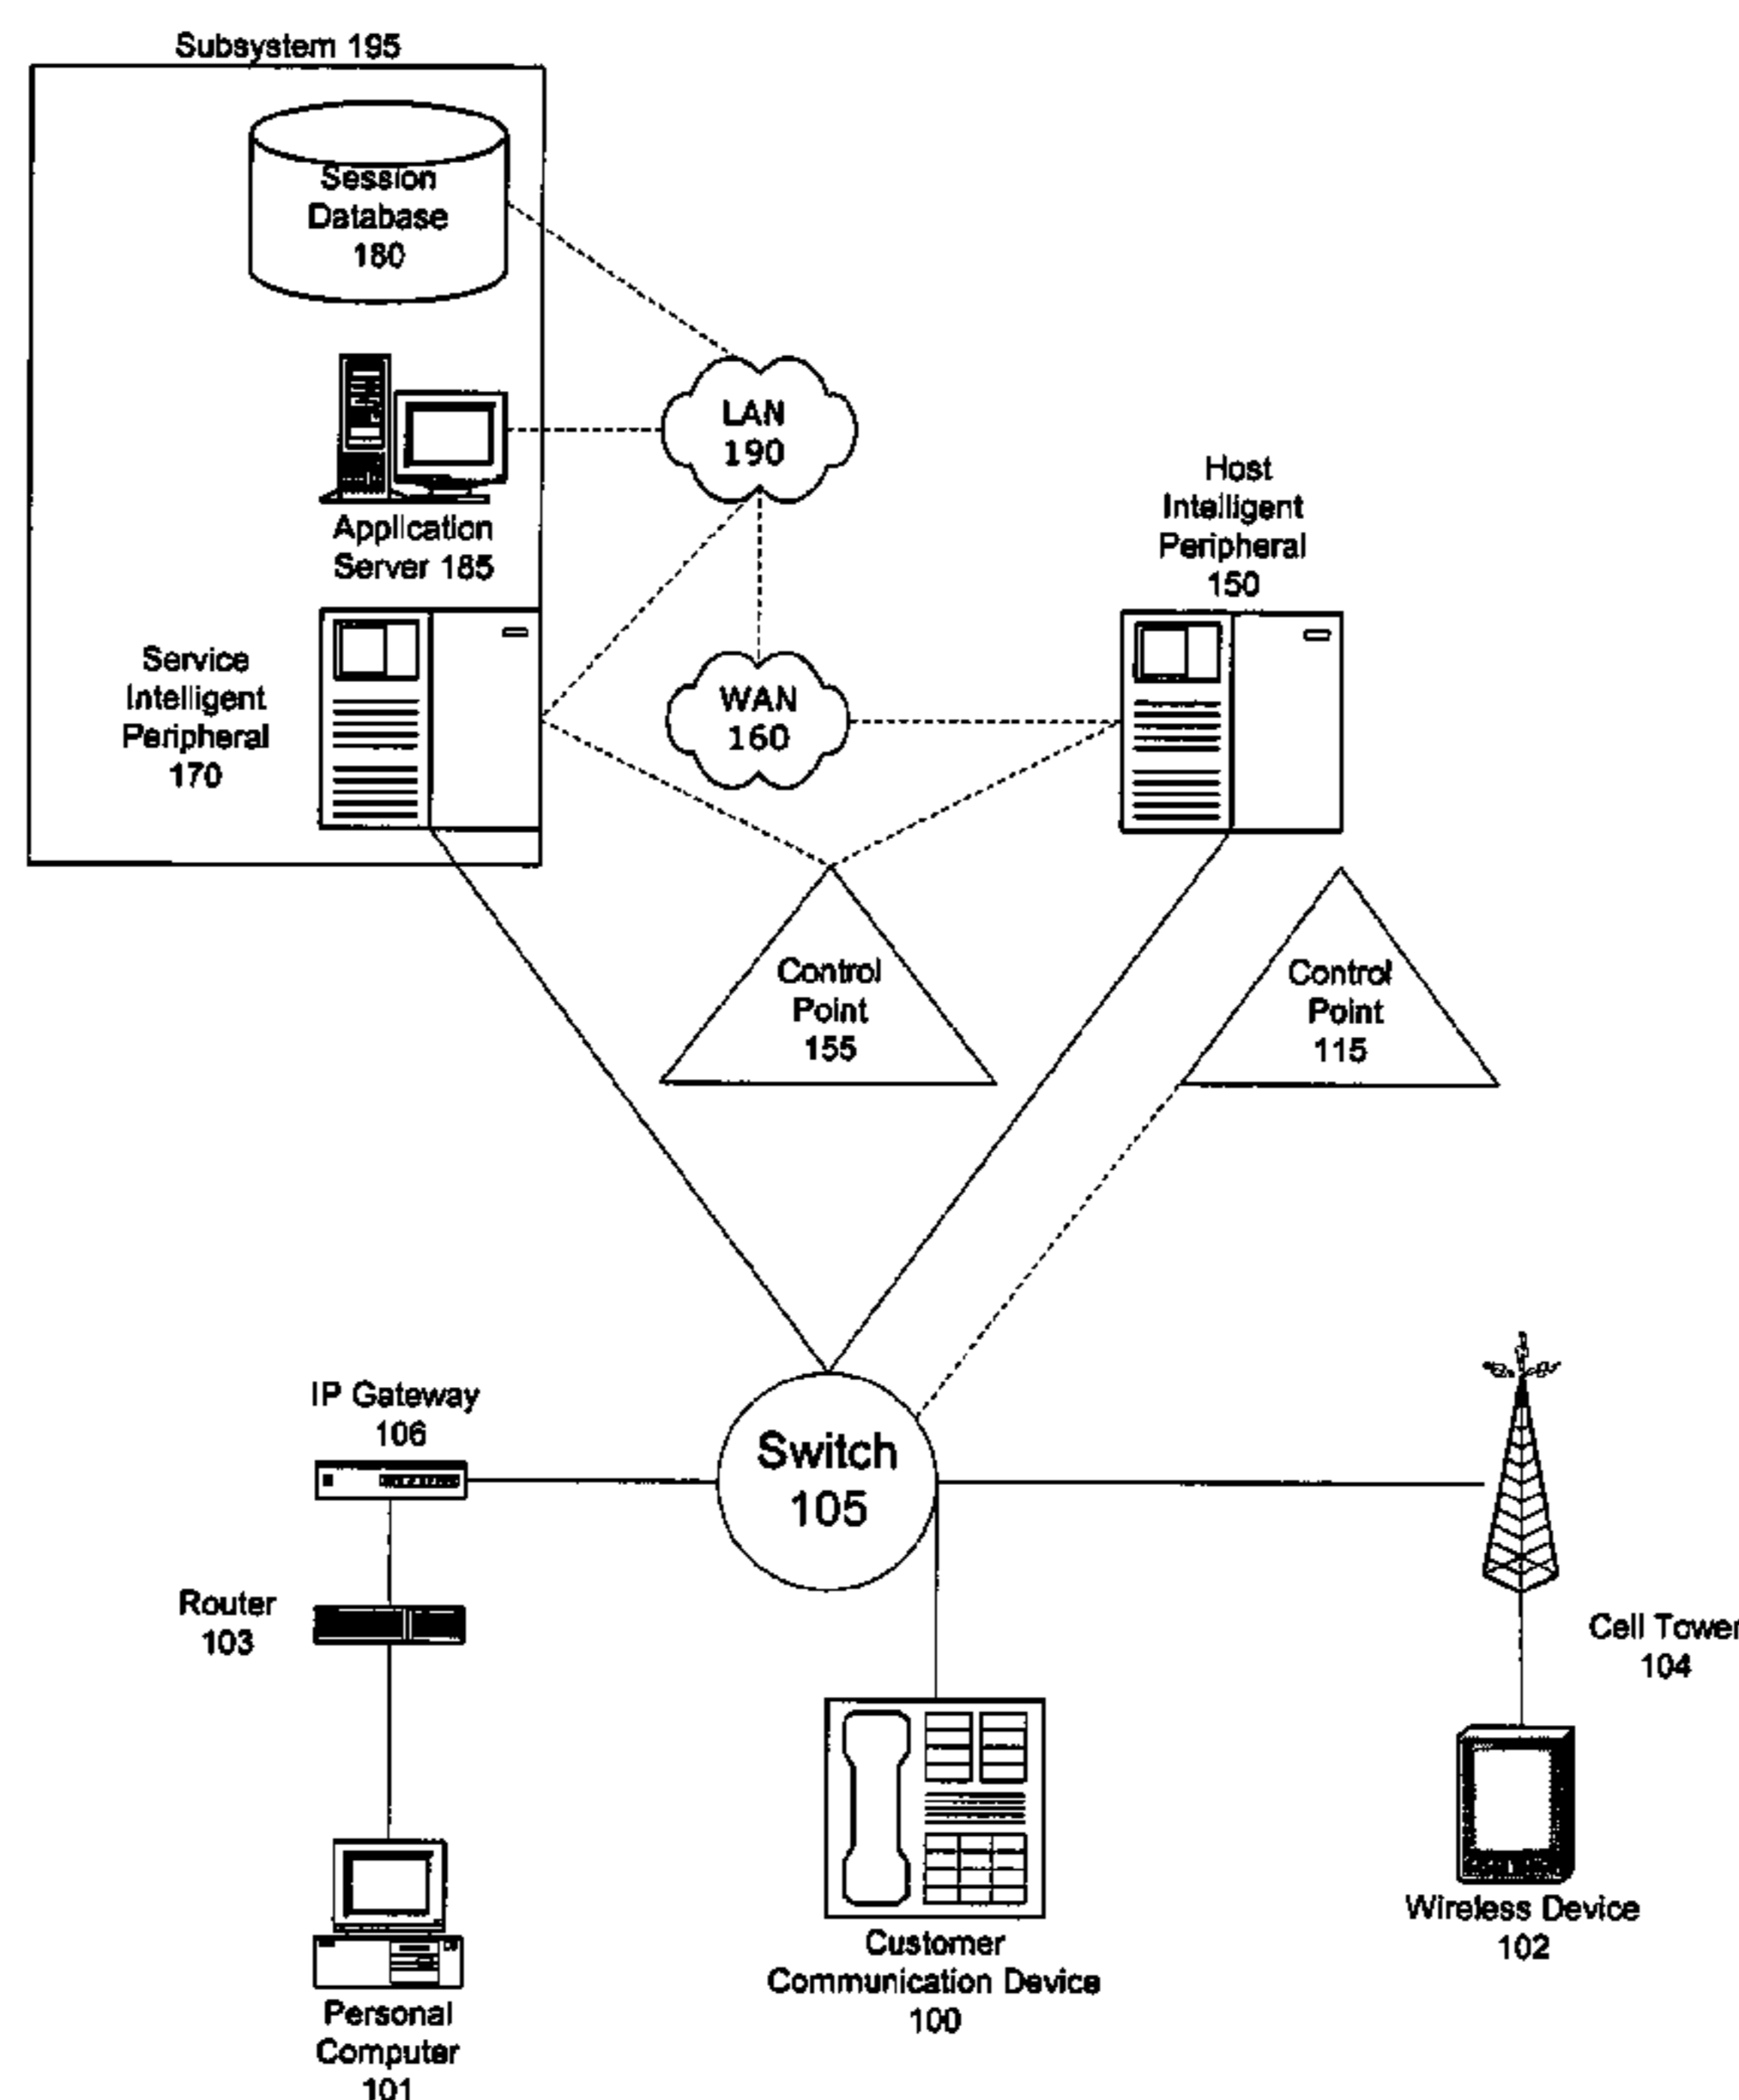 Subsystem 195
Session
Database
180
LAN
190
Application
Server 185
Host
Intelligent
Peripheral
150
Service
Intelligent
Peripheral
170
WAN
160
Control
Point
155
Control
Point
115
IP Gateway
106
Switch
105
Router
103
Cell Tower
104
Wireless Device
102
Customer
Communication Device
100
Personal
Computer
101